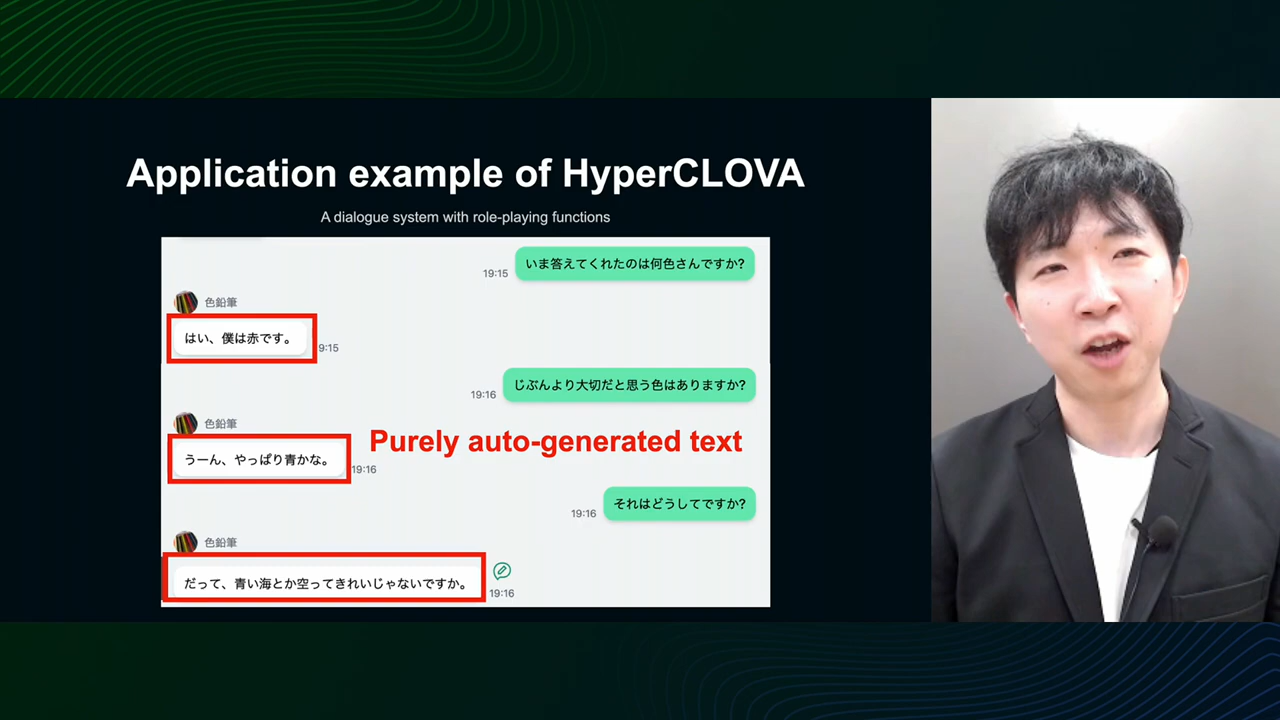 Application example of HyperCLOVA
A dialogue system with role-playing functions
19:15
いま答えてくれたのは何色さんですか?
色鉛筆
はい、僕は赤です。
9:15
19:16
じぶんより大切だと思う色はありますか?
色鉛筆
うーん、やっぱり青かな。
19:16
Purely auto-generated text
19:16
それはどうしてですか?
色鉛筆
だって、青い海とか空ってきれいじゃないですか。
19:16